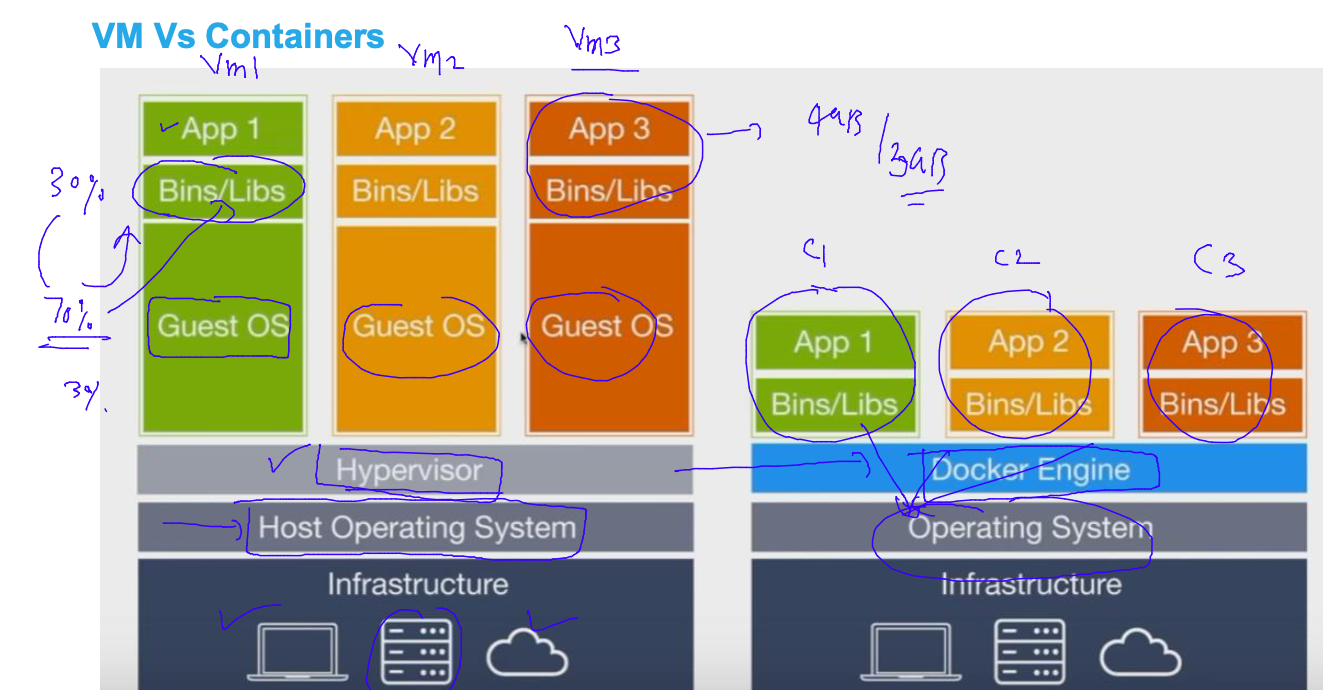 VM Vs Containers
Vm1 Vm2 Vm3
App 1 App 2 App 3
4GB / 3GB
30%
Bins/Libs Bins/Libs Bins/Libs
C1 C2 C3
70%
Guest OS Guest OS Guest OS
3%
App 1 App 2 App 3
Bins/Libs Bins/Libs Bins/Libs
Hypervisor
Docker Engine
Host Operating System
Operating System
Infrastructure
Infrastructure